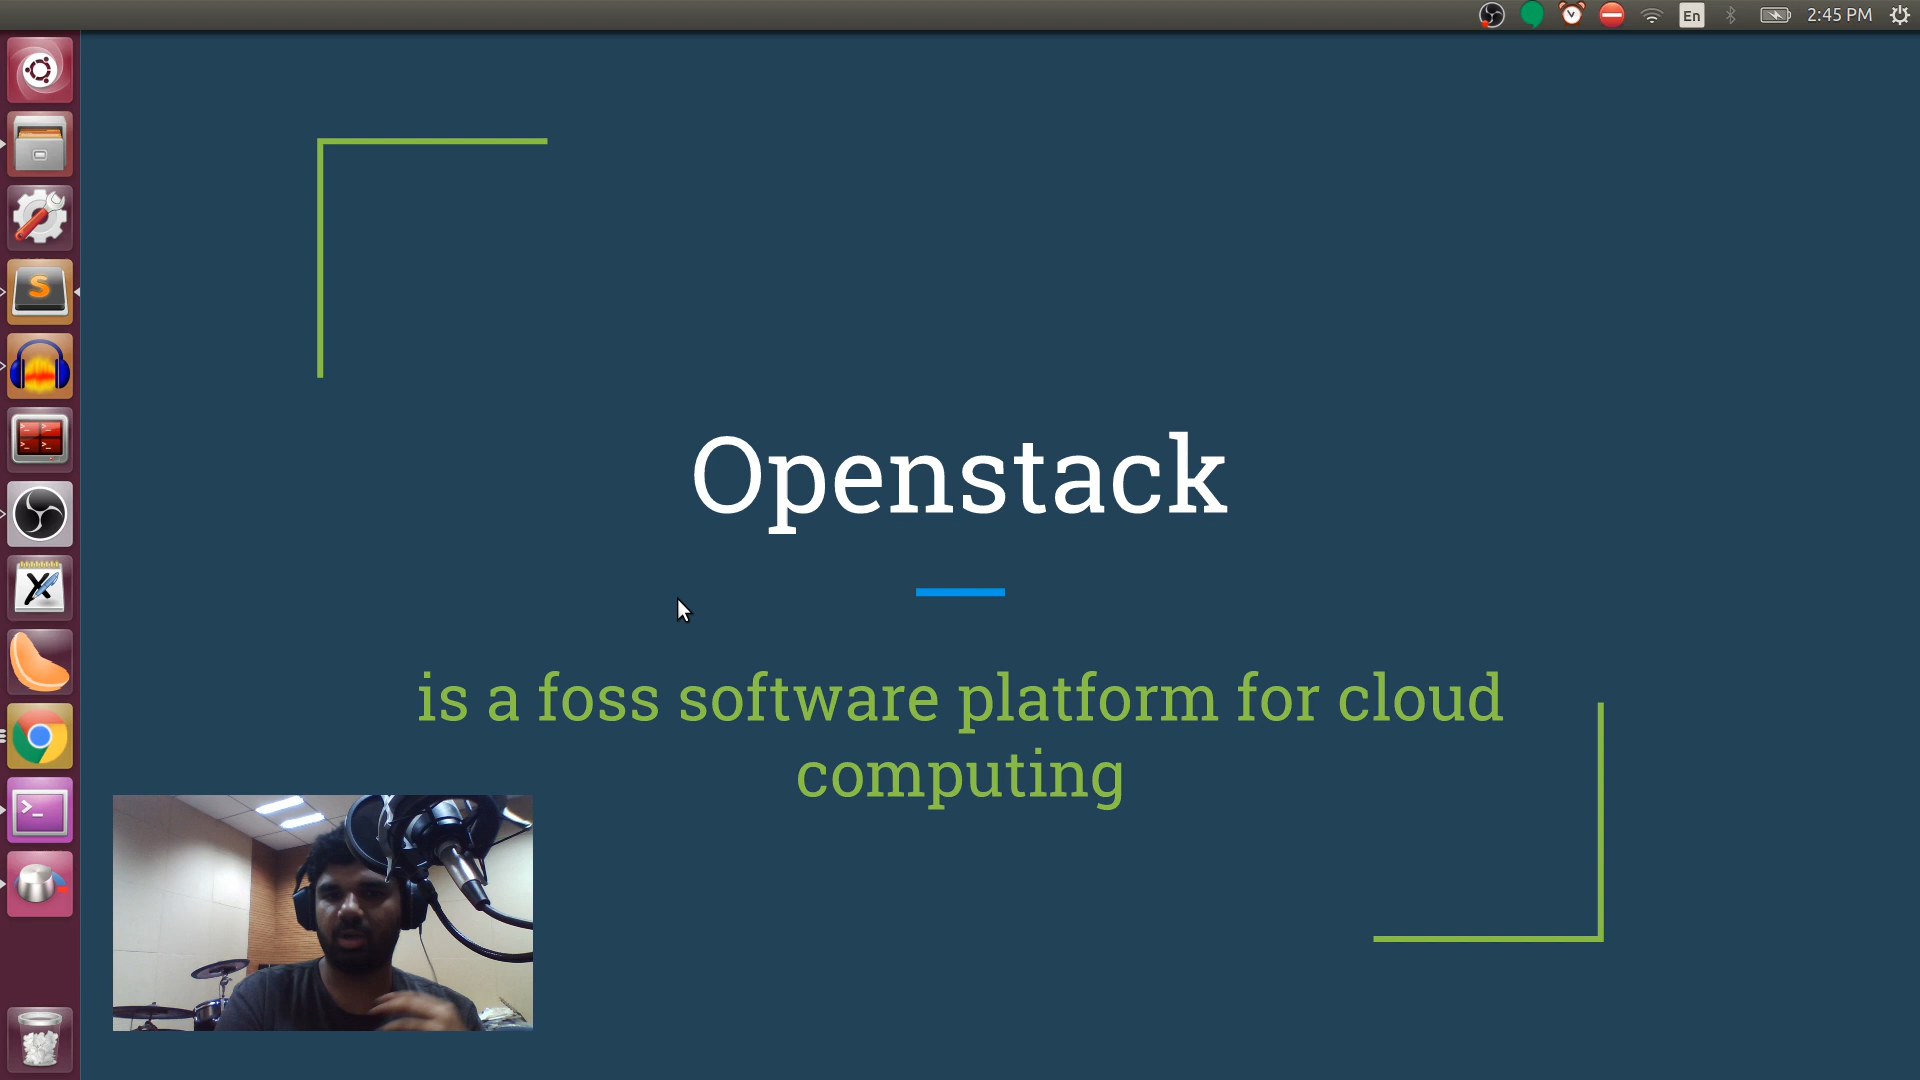 En
2:45 PM
S
Openstack
is a foss software platform for cloud
computing